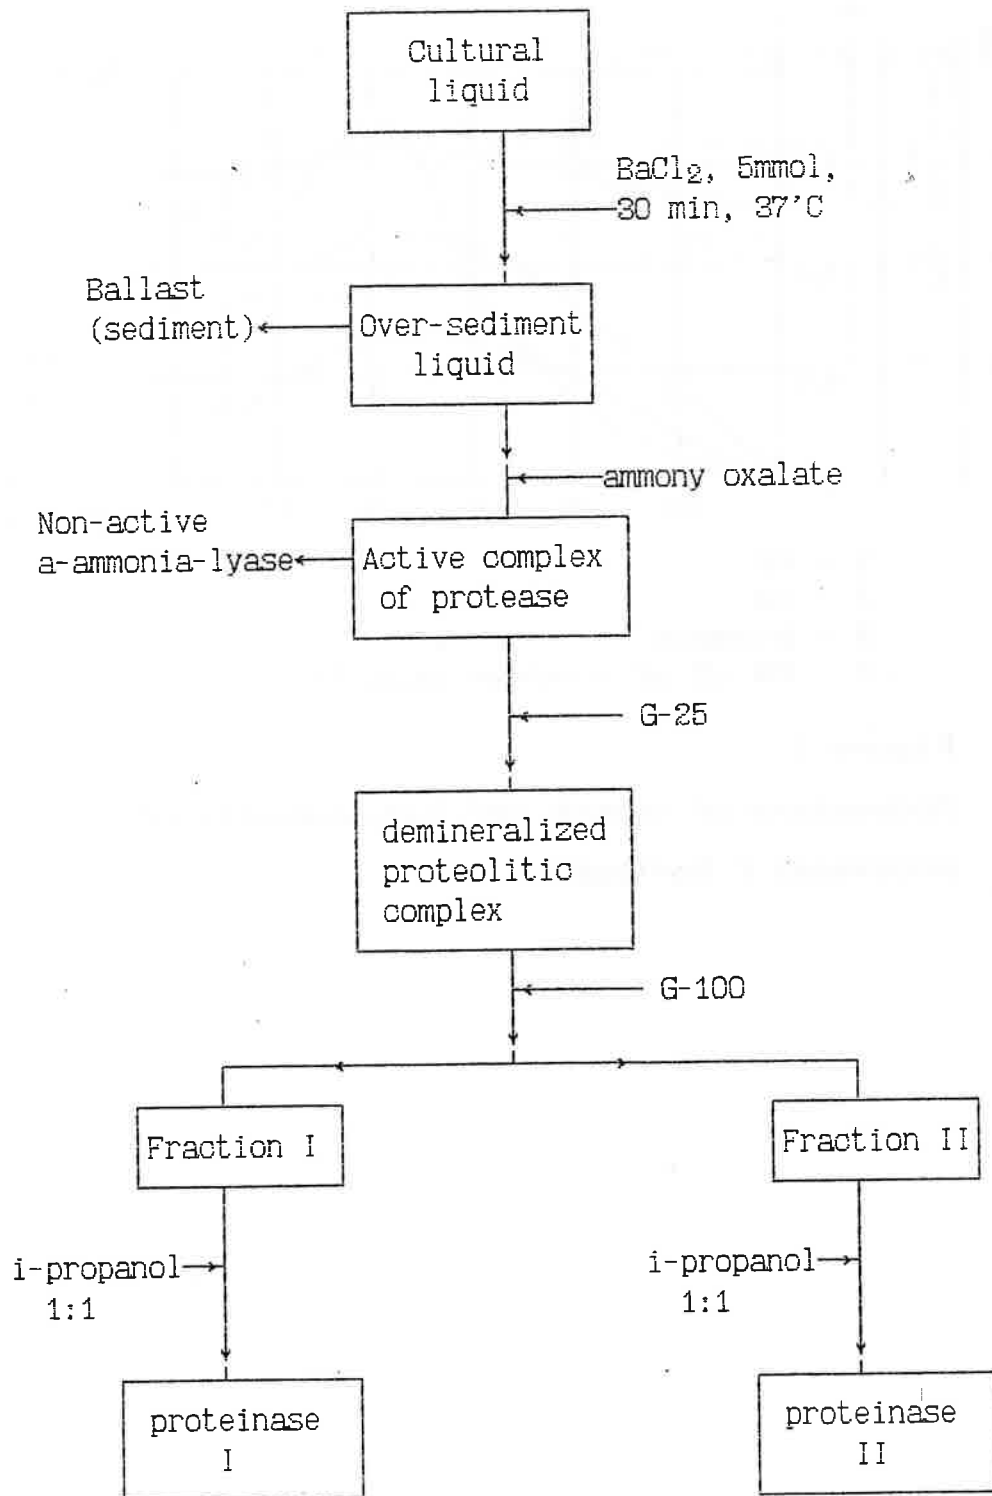 Cultural
liquid
BaCl2, 5mmol,
30 min, 37'C
Ballast
(sediment)
Over-sediment
liquid
ammony oxalate
Non-active
a-ammonia-lyase
Active complex
of protease
G-25
demineralized
proteolitic
complex
G-100
Fraction I
Fraction II
i-propanol
1:1
i-propanol
1:1
proteinase
I
proteinase
II